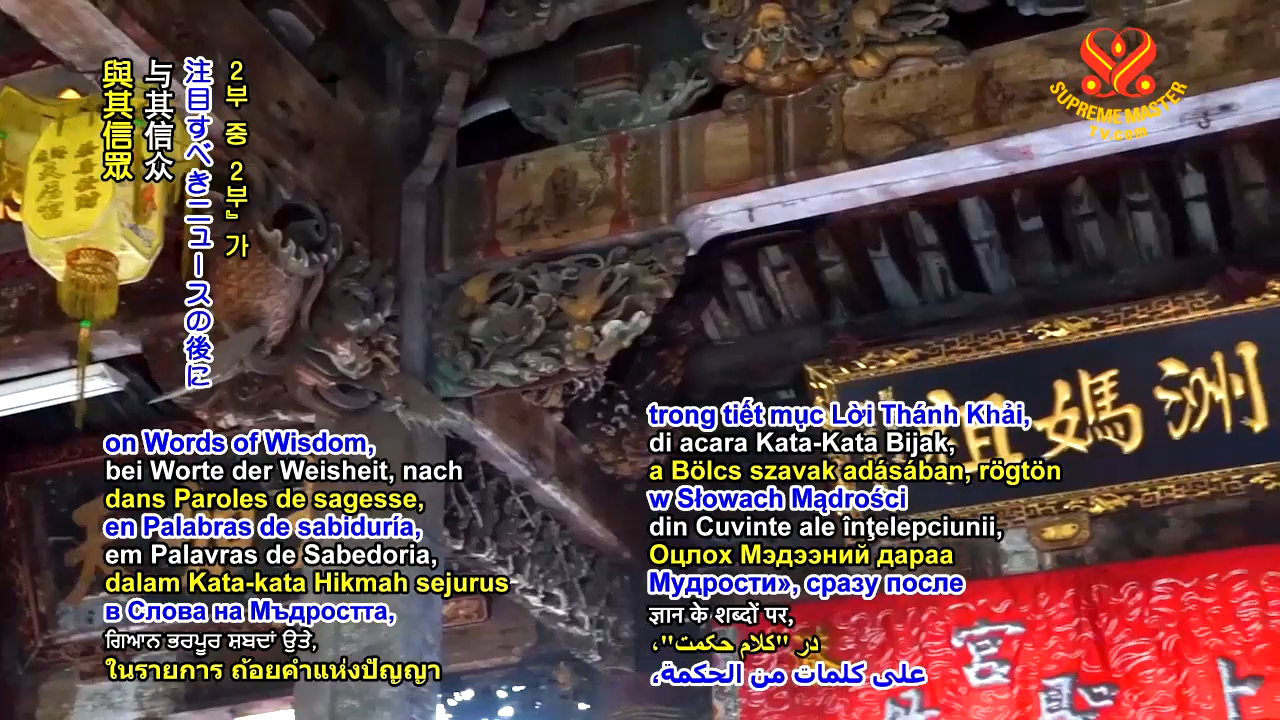 SUPREME MASTER
TV.com
與其信眾
与其信众
注目すべきニュースの後に
2부 중 2부』가
on Words of Wisdom,
bei Worte der Weisheit, nach
dans Paroles de sagesse,
en Palabras de sabiduría,
em Palavras de Sabedoria,
dalam Kata-kata Hikmah sejurus
в Слова на Мъдростта,
ਗਿਆਨ ਭਰਪੂਰ ਸ਼ਬਦਾਂ ਉਤੇ,
ในรายการ ถ้อยคำแห่งปัญญา
trong tiết mục Lời Thánh Khải,
di acara Kata-Kata Bijak,
a Bölcs szavak adásában, rögtön
w Słowach Mądrości
din Cuvinte ale înţelepciunii,
Оцлох Мэдээний дараа
Мудрости», сразу после
ज्ञान के शब्दों पर,
در "کلام حکمت"،
على كلمات من الحكمة،
洲媽祖
宮